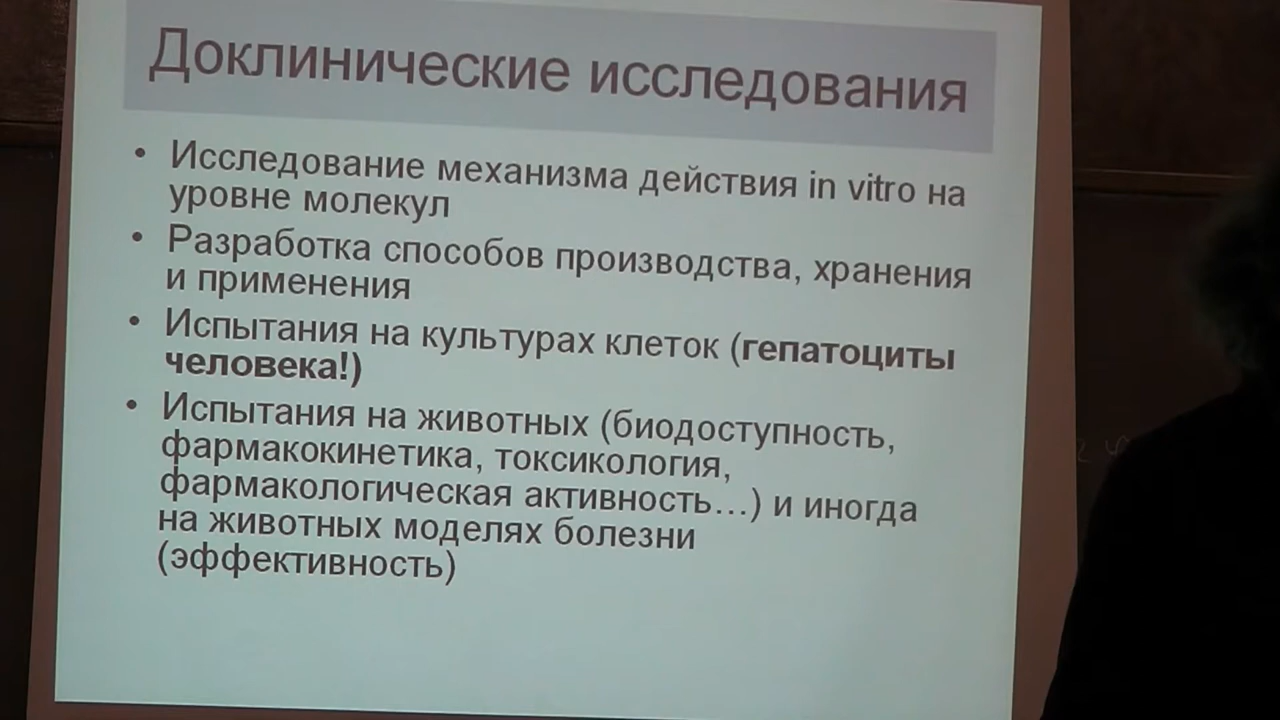 Доклинические исследования
• Исследование механизма действия in vitro на
уровне молекул
• Разработка способов производства, хранения
и применения
• Испытания на культурах клеток (гепатоциты
человека!)
• Испытания на животных (биодоступность,
фармакокинетика, токсикология,
фармакологическая активность...) и иногда
на животных моделях болезни
(эффективность)